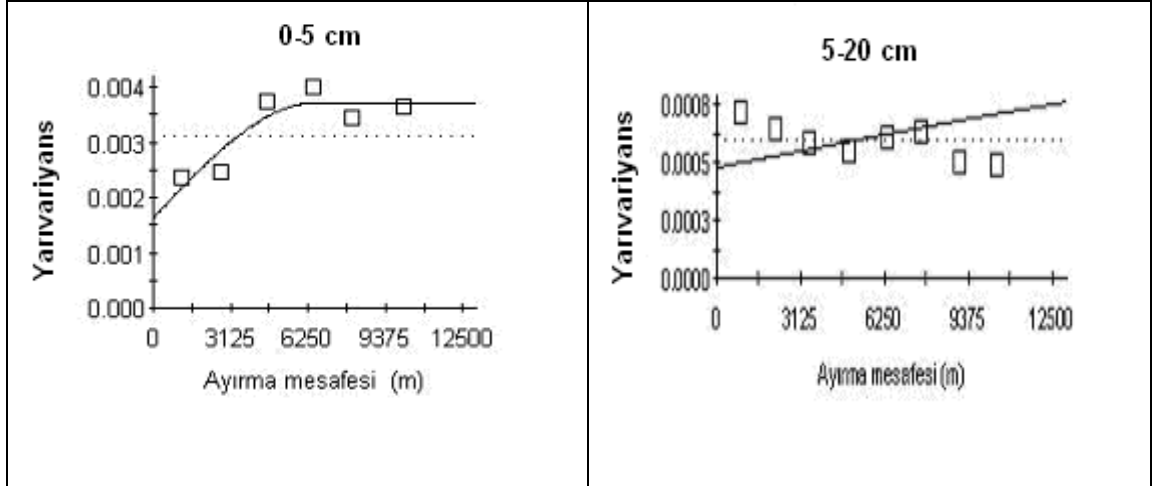 0-5 cm
Yarıvariyans
0.004
0.003
0.002
0.001
0.000
0 3125 6250 9375 12500
Ayırma mesafesi (m)
5-20 cm
Yarıvariyans
0.0008
0.0005
0.0003
0.0000
0 3125 6250 9375 12500
Ayırma mesafesi (m)